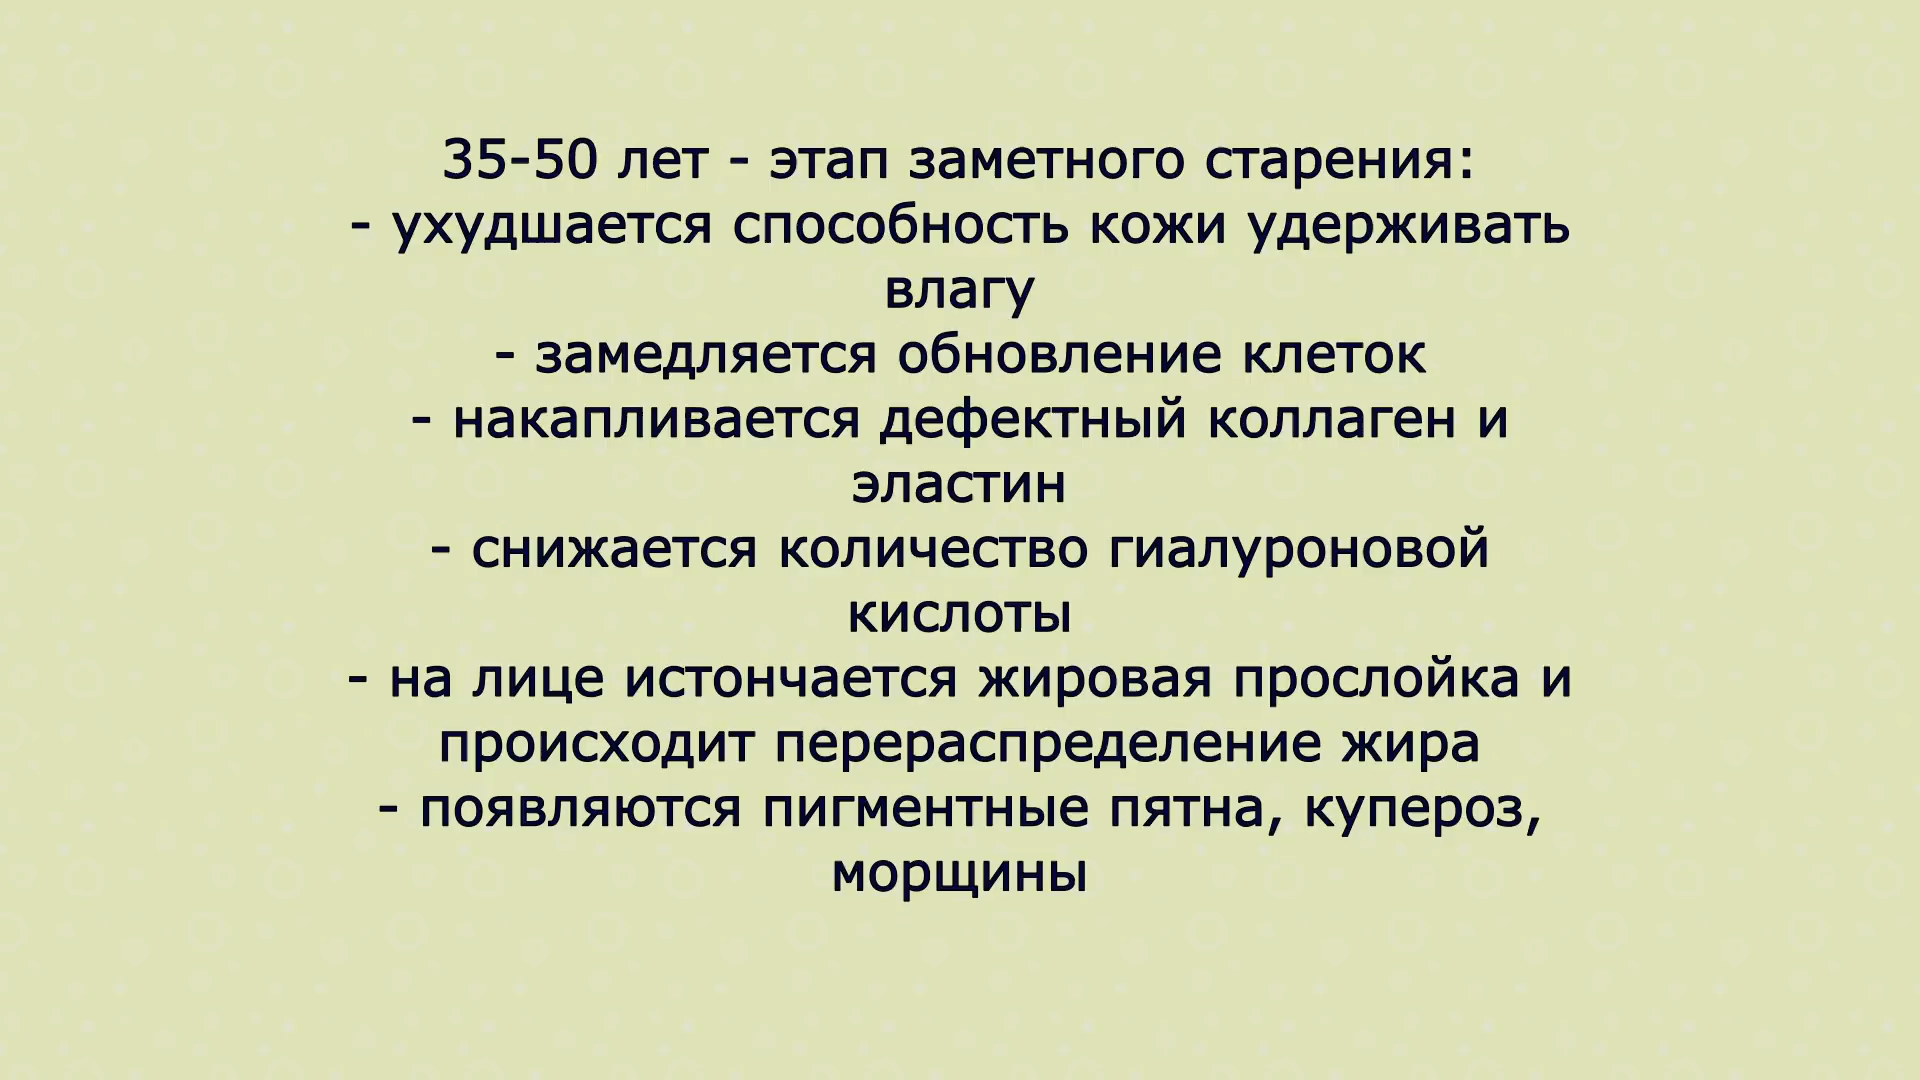 35-50 лет - этап заметного старения:
- ухудшается способность кожи удерживать
влагу
- замедляется обновление клеток
- накапливается дефектный коллаген и
эластин
- снижается количество гиалуроновой
кислоты
- на лице истончается жировая прослойка и
происходит перераспределение жира
- появляются пигментные пятна, купероз,
морщины